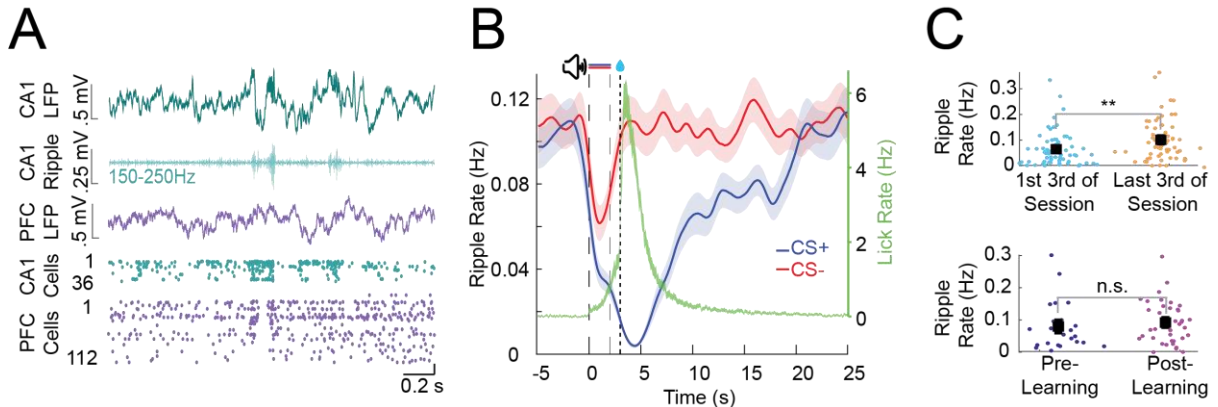 A
CA1
LFP
.5 mV
CA1
Ripple
.25 mV
150-250Hz
PFC
LFP
.5 mV
CA1
Cells
1
36
PFC
Cells
1
112
0.2 s
B
Ripple Rate (Hz)
0.12
0.08
0.04
0
-5
0
5
10
15
20
25
Time (s)
6
4
2
0
Lick Rate (Hz)
CS+
CS-
C
Ripple
Rate (Hz)
0.3
0.2
0.1
0
**
1st 3rd of
Session
Last 3rd of
Session
Ripple
Rate (Hz)
0.3
0.2
0.1
0
n.s.
Pre-
Learning
Post-
Learning